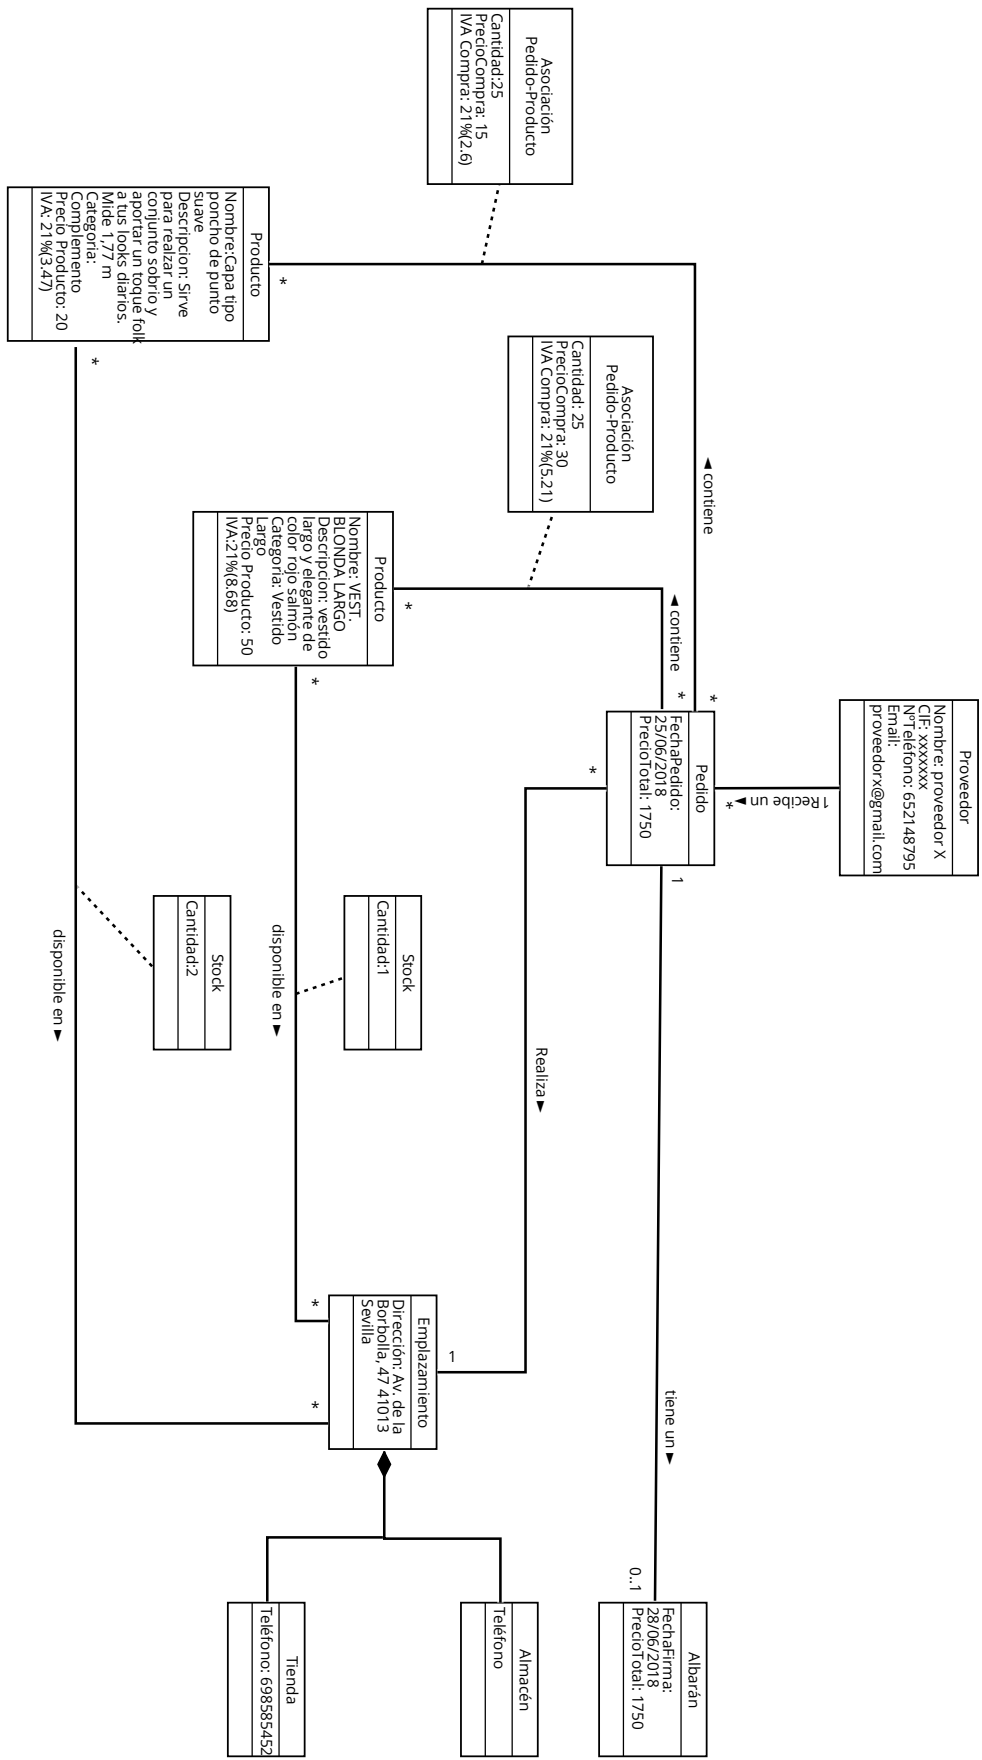 Proveedor
Nombre: proveedor X
CIF: xxxxxxx
NºTeléfono: 652148795
Email:
proveedorx@gmail.com
1Recibe un ►
*
◄ contiene
*
◄ contiene
*
Pedido
FechaPedido:
25/06/2018
PrecioTotal: 1750
1
*
tiene un ►
0..1
Albarán
FechaFirma:
28/06/2018
PrecioTotal: 1750
Asociación
Pedido-Producto
Cantidad: 25
PrecioCompra: 30
IVA Compra: 21%(5.21)
Asociación
Pedido-Producto
Cantidad:25
PrecioCompra: 15
IVA Compra: 21%(2.6)
Realiza ►
1
Emplazamiento
Dirección: Av. de la
Borbolla, 47 41013
Sevilla
*
*
Almacén
Teléfono
Tienda
Teléfono: 698585452
*
Producto
Nombre: VEST.
BLONDA LARGO
Descripcion: vestido
largo y elegante de
color rojo salmón
Categoria: Vestido
Largo
Precio Producto: 50
IVA:21%(8.68)
*
Stock
Cantidad:1
disponible en ►
*
Producto
Nombre:Capa tipo
poncho de punto
suave
Descripcion: Sirve
para realzar un
conjunto sobrio y
aportar un toque folk
a tus looks diarios.
Mide 1,77 m
Categoria:
Complemento
Precio Producto: 20
IVA: 21%(3.47)
*
Stock
Cantidad:2
disponible en ►